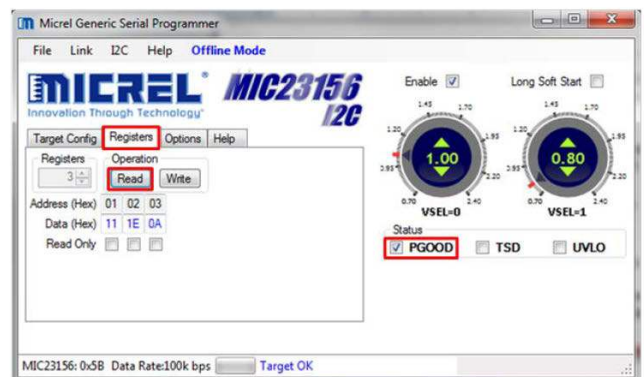 Micrel Generic Serial Programmer
File Link I2C Help Offline Mode
MICREL®
Innovation Through Technology®
MIC23156
I2C
Target Config Registers Options Help
Registers Operation
3 Read Write
Address (Hex) 01 02 03
Data (Hex) 11 1E 0A
Read Only
Enable Long Soft Start
1.45 1.70
1.20 1.95
0.95 1.00 2.20
0.70 2.40
VSEL=0
1.45 1.70
1.20 1.95
0.95 0.80 2.20
0.70 2.40
VSEL=1
Status
PGOOD TSD UVLO
MIC23156: 0x5B Data Rate:100k bps Target OK